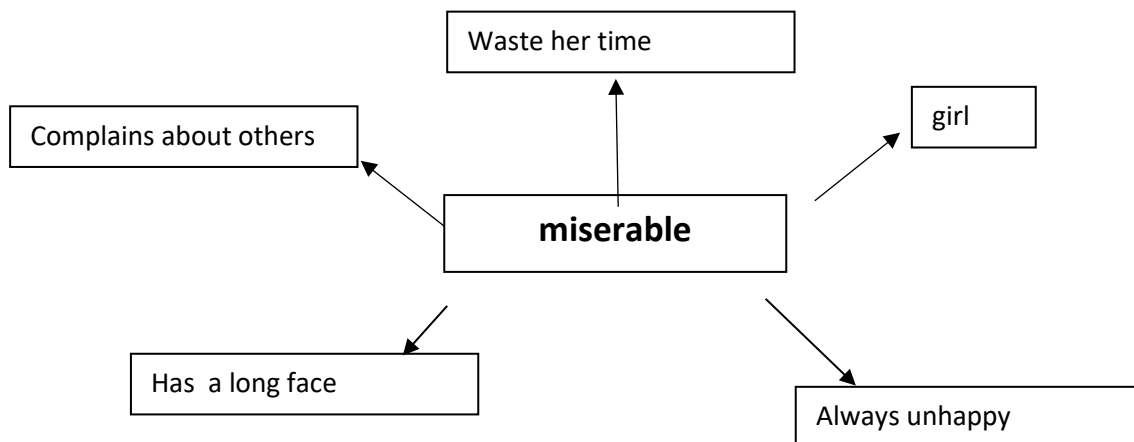 Waste her time
girl
Complains about others
miserable
Has a long face
Always unhappy